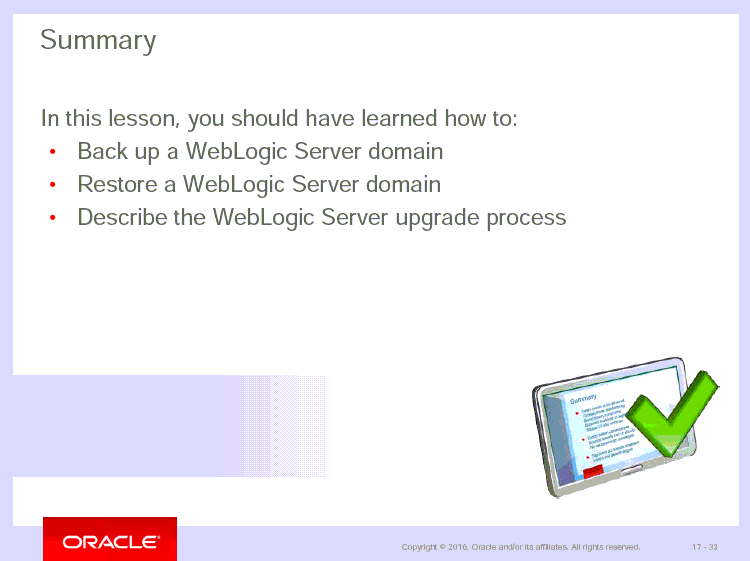 Summary
In this lesson, you should have learned how to:
• Back up a WebLogic Server domain
• Restore a WebLogic Server domain
• Describe the WebLogic Server upgrade process
Summary
ORACLE®
Copyright © 2016, Oracle and/or its affiliates. All rights reserved.
17 - 33